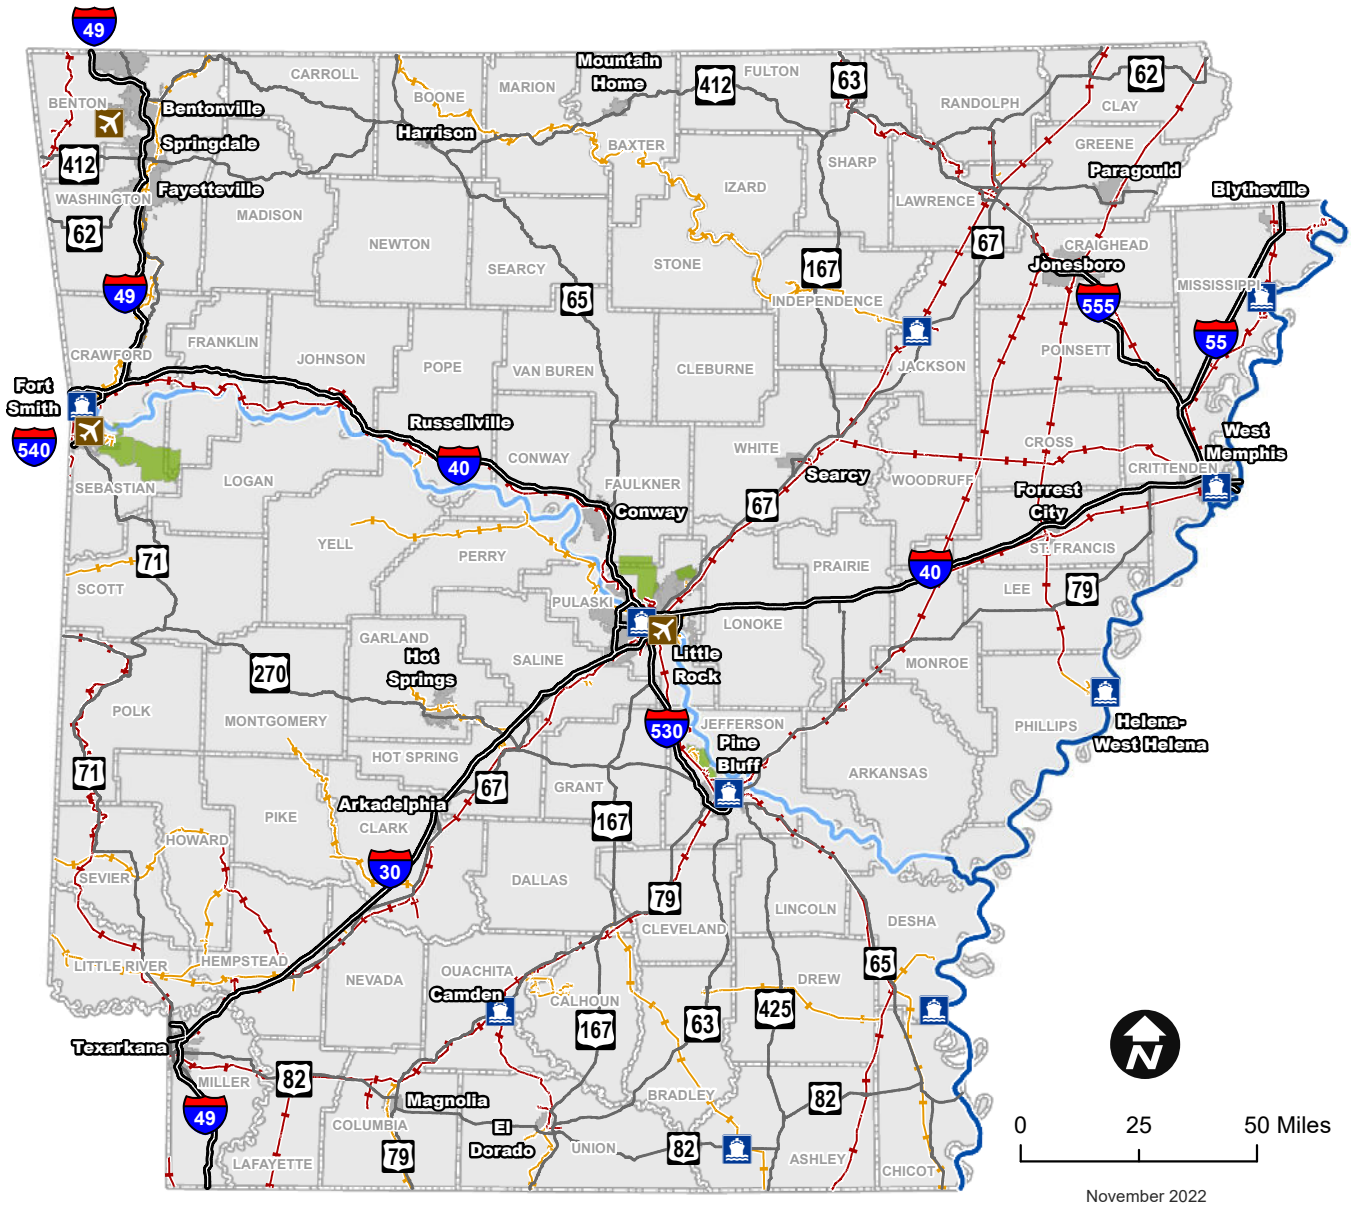 49
CARROLL
Mountain
Home
412
FULTON
63
62
BENTON
Bentonville
BOONE
MARION
RANDOLPH
CLAY
Springdale
Harrison
BAXTER
GREENE
412
SHARP
Paragould
WASHINGTON
Fayetteville
IZARD
LAWRENCE
Blytheville
62
MADISON
NEWTON
67
CRAIGHEAD
SEARCY
STONE
167
Jonesboro
49
65
INDEPENDENCE
555
MISSISSIPPI
CRAWFORD
FRANKLIN
JOHNSON
POPE
VAN BUREN
CLEBURNE
JACKSON
POINSETT
55
Fort
Smith
Russellville
West
Memphis
540
40
CONWAY
WHITE
CROSS
CRITTENDEN
SEBASTIAN
LOGAN
FAULKNER
Searcy
WOODRUFF
Forrest
City
Conway
67
YELL
PERRY
ST. FRANCIS
71
SCOTT
PRAIRIE
40
LEE
79
PULASKI
LONOKE
GARLAND
Hot
Springs
SALINE
Little
Rock
MONROE
270
POLK
MONTGOMERY
530
JEFFERSON
PHILLIPS
Helena-
West Helena
Pine
Bluff
HOT SPRING
71
67
GRANT
ARKANSAS
Arkadelphia
PIKE
CLARK
167
HOWARD
30
SEVIER
DALLAS
79
LINCOLN
DESHA
CLEVELAND
LITTLE RIVER
HEMPSTEAD
NEVADA
OUACHITA
65
DREW
Camden
CALHOUN
167
63
425
Texarkana
MILLER
82
Magnolia
BRADLEY
82
49
COLUMBIA
El
Dorado
UNION
82
LAFAYETTE
79
ASHLEY
CHICOT
N
0 25 50 Miles
November 2022